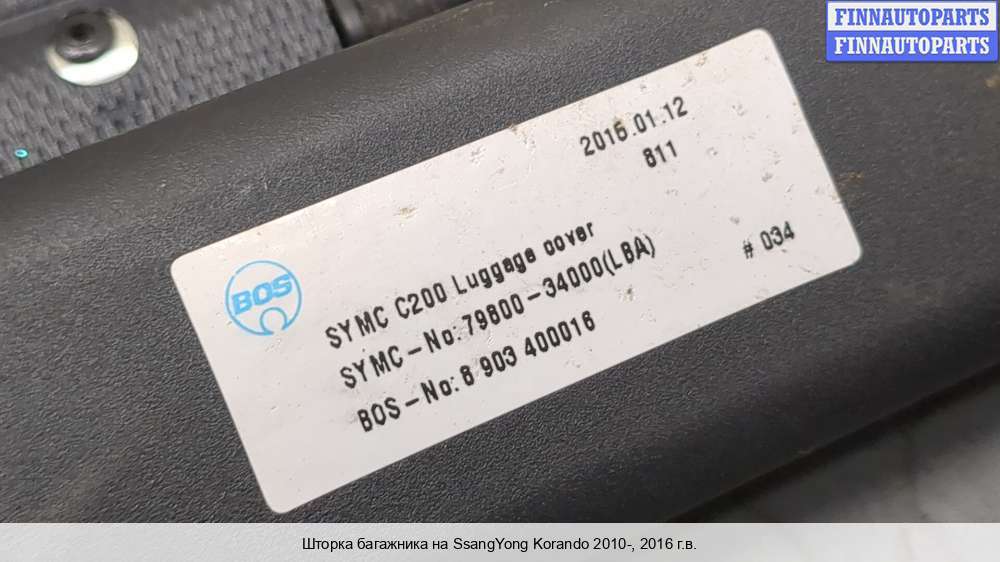 FINNAUTOPARTS
FINNAUTOPARTS
2016.01.12
811
BOS
SYMC C200 Luggage cover
SYMC-No:79800-34000(LBA)
# 034
BOS-No:8 903 400016
Шторка багажника на SsangYong Korando 2010-, 2016 г.в.